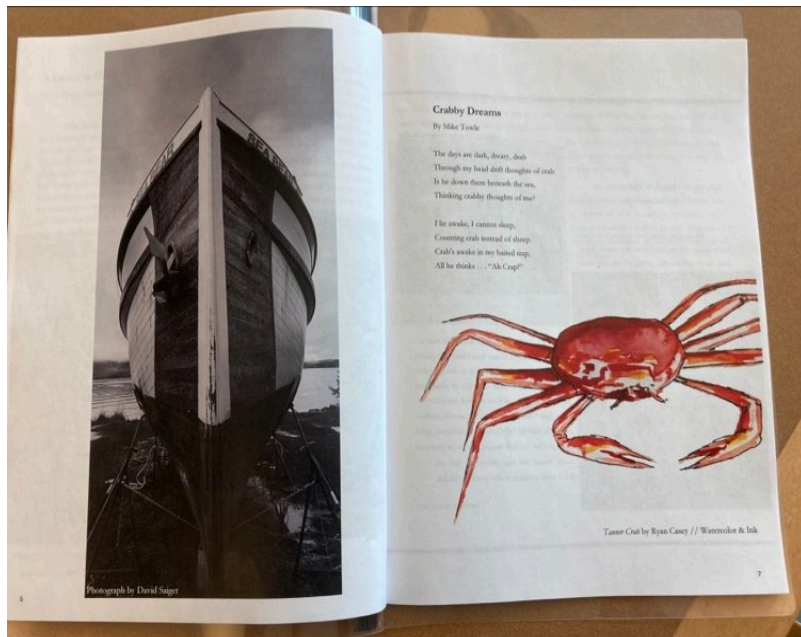 SEA BEAR
Photograph by David Saiget
6
Crabby Dreams
By Mike Towle
The days are dark, dreary, drab
Through my head drift thoughts of crab.
Is he down there beneath the sea,
Thinking crabby thoughts of me?
I lie awake, I cannot sleep,
Counting crab instead of sheep.
Crab's awake in my baited trap,
All he thinks . . . "Ah Crap!"
Tanner Crab by Ryan Casey // Watercolor & Ink
7